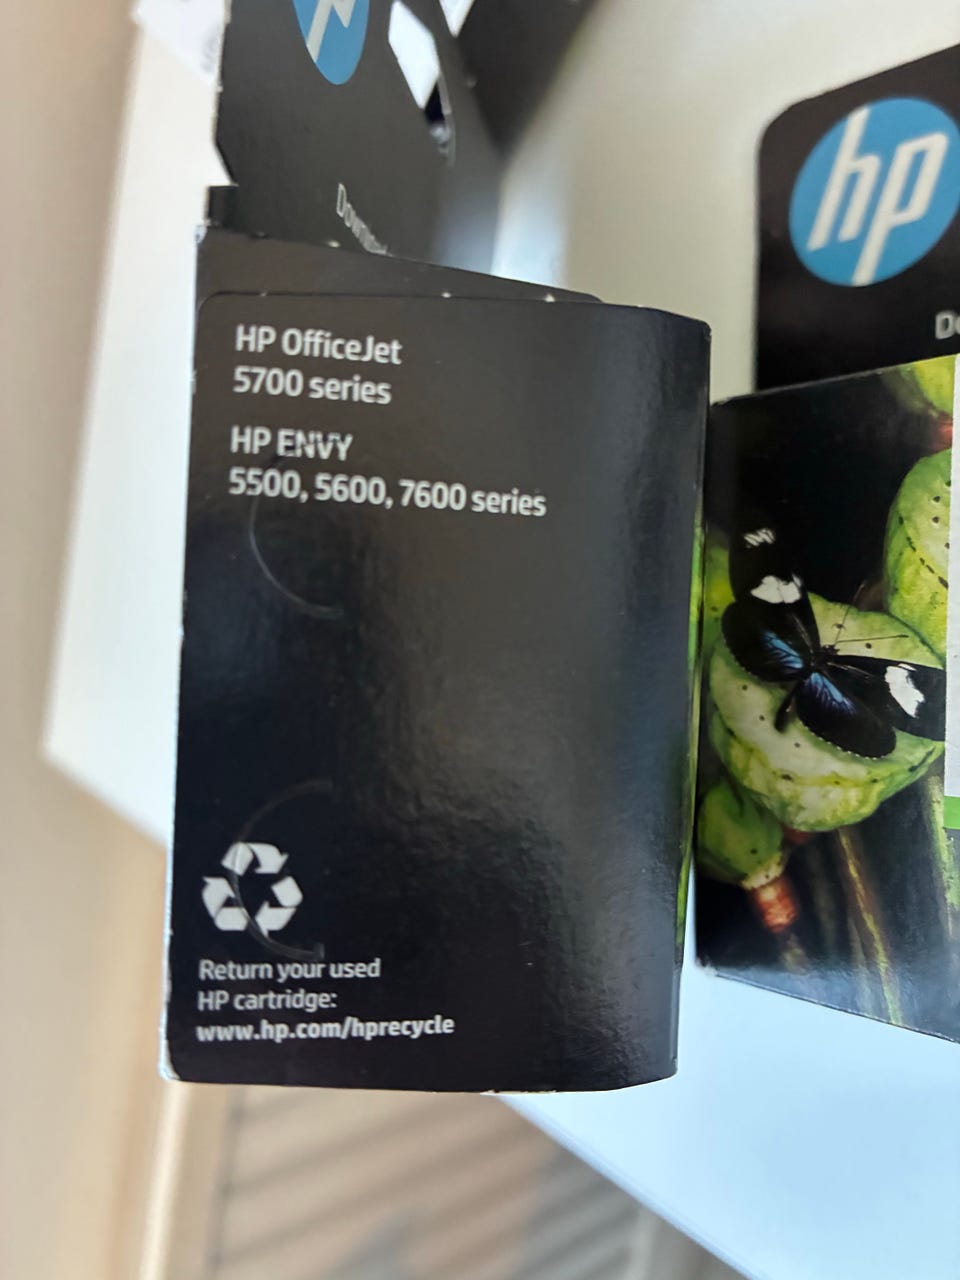 hp
HP OfficeJet
5700 series
HP ENVY
5500, 5600, 7600 series
Return your used
HP cartridge:
www.hp.com/hprecycle